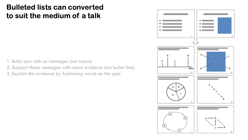 Bulleted lists can converted
to suit the medium of a talk
1. Build your talk on messages (not topics).
2. Support these messages with visual evidence (not bullet lists).
3. Explain this evidence by fashioning words on the spot.